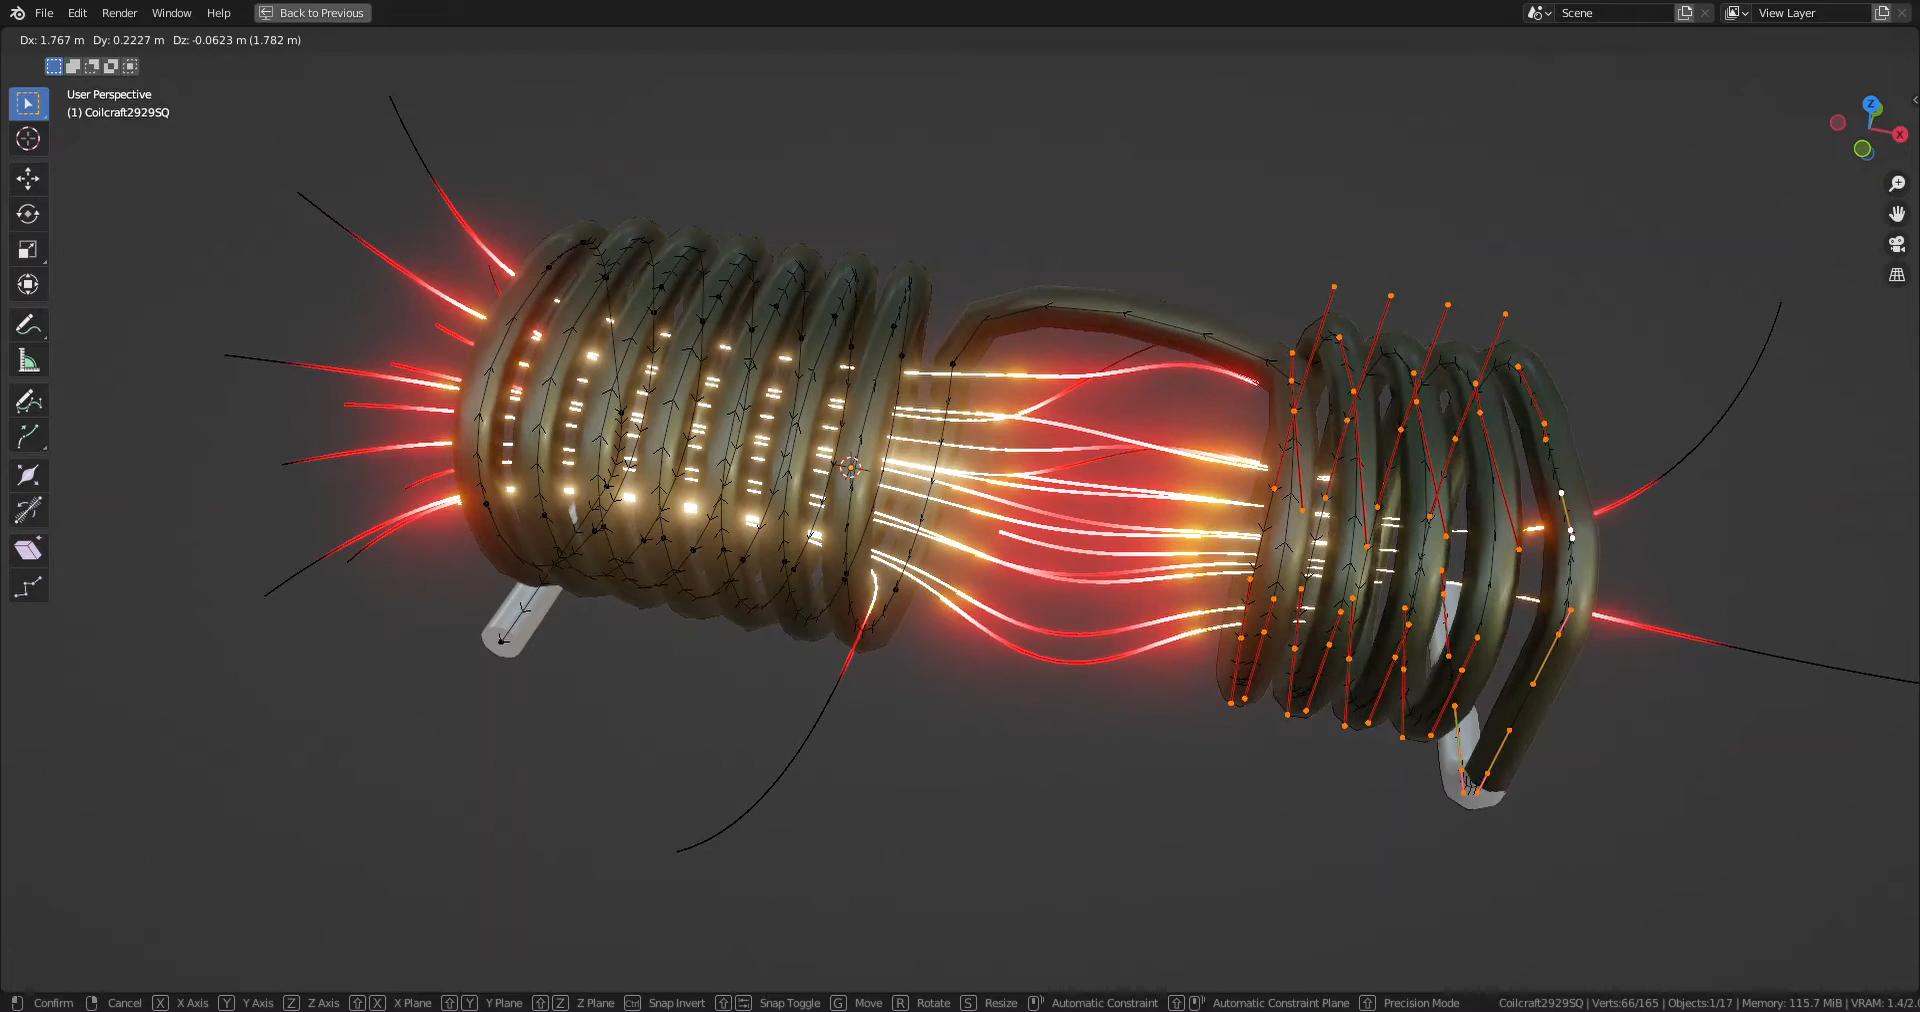 File Edit Render Window Help Back to Previous Scene View Layer
Dx: 1.767 m Dy: 0.2227 m Dz: -0.0623 m (1.782 m)
User Perspective
(1) Coilcraft2929SQ
Z
X
Confirm Cancel X X Axis Y Y Axis Z Z Axis X X Plane Y Y Plane Z Z Plane Ctrl Snap Invert Snap Toggle G Move R Rotate S Resize Automatic Constraint Automatic Constraint Plane Precision Mode Coilcraft2929SQ | Verts:66/165 | Objects:1/17 | Memory: 115.7 MiB | VRAM: 1.4/2.0